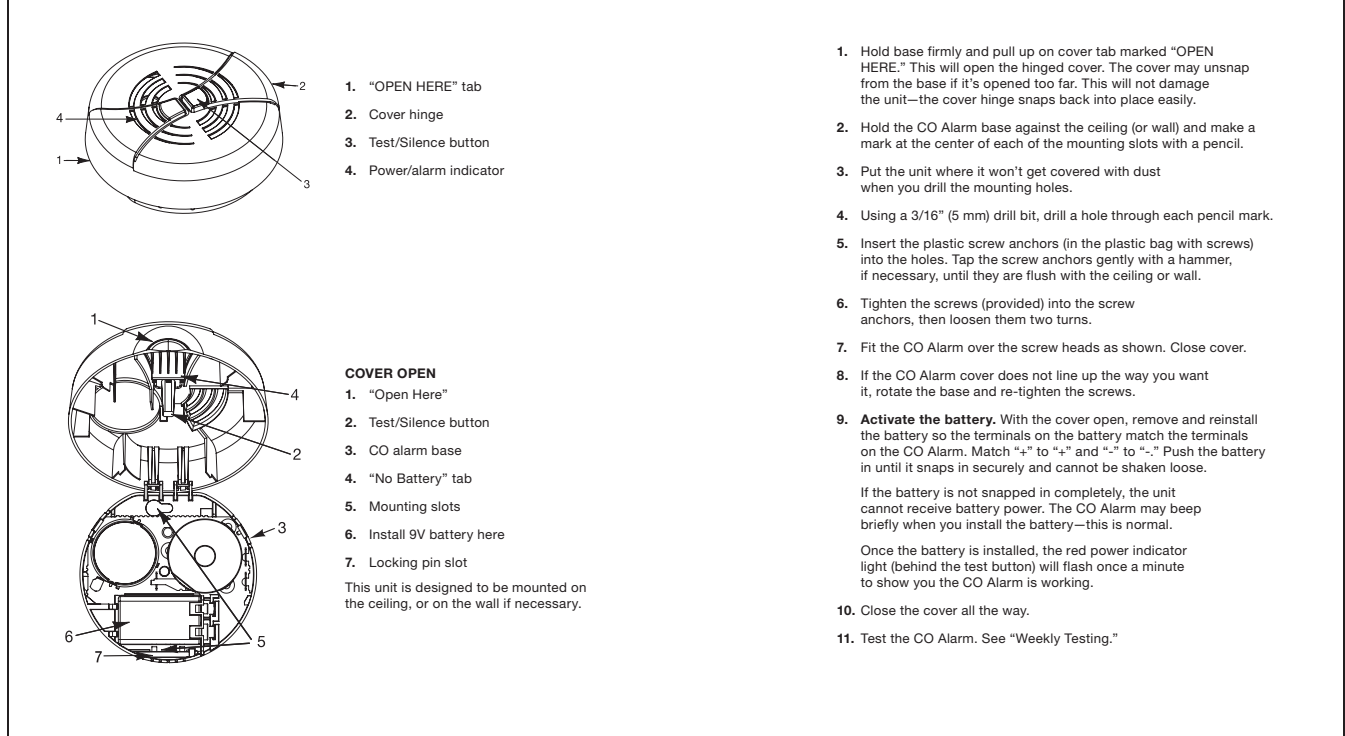 2
4
1
3
1. “OPEN HERE” tab
2. Cover hinge
3. Test/Silence button
4. Power/alarm indicator
1
4
2
3
6
5
7
COVER OPEN
1. “Open Here”
2. Test/Silence button
3. CO alarm base
4. “No Battery” tab
5. Mounting slots
6. Install 9V battery here
7. Locking pin slot
This unit is designed to be mounted on
the ceiling, or on the wall if necessary.
1. Hold base firmly and pull up on cover tab marked “OPEN
HERE.” This will open the hinged cover. The cover may unsnap
from the base if it’s opened too far. This will not damage
the unit—the cover hinge snaps back into place easily.
2. Hold the CO Alarm base against the ceiling (or wall) and make a
mark at the center of each of the mounting slots with a pencil.
3. Put the unit where it won’t get covered with dust
when you drill the mounting holes.
4. Using a 3/16” (5 mm) drill bit, drill a hole through each pencil mark.
5. Insert the plastic screw anchors (in the plastic bag with screws)
into the holes. Tap the screw anchors gently with a hammer,
if necessary, until they are flush with the ceiling or wall.
6. Tighten the screws (provided) into the screw
anchors, then loosen them two turns.
7. Fit the CO Alarm over the screw heads as shown. Close cover.
8. If the CO Alarm cover does not line up the way you want
it, rotate the base and re-tighten the screws.
9. Activate the battery. With the cover open, remove and reinstall
the battery so the terminals on the battery match the terminals
on the CO Alarm. Match “+” to “+” and “-” to “-.” Push the battery
in until it snaps in securely and cannot be shaken loose.
If the battery is not snapped in completely, the unit
cannot receive battery power. The CO Alarm may beep
briefly when you install the battery—this is normal.
Once the battery is installed, the red power indicator
light (behind the test button) will flash once a minute
to show you the CO Alarm is working.
10. Close the cover all the way.
11. Test the CO Alarm. See “Weekly Testing.”